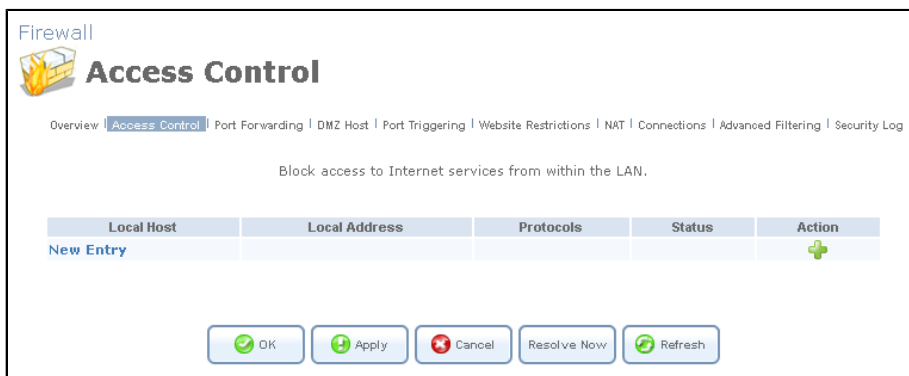 Firewall
Access Control
Overview | Access Control | Port Forwarding | DMZ Host | Port Triggering | Website Restrictions | NAT | Connections | Advanced Filtering | Security Log
Block access to Internet services from within the LAN.
Local Host Local Address Protocols Status Action
New Entry
OK Apply Cancel Resolve Now Refresh